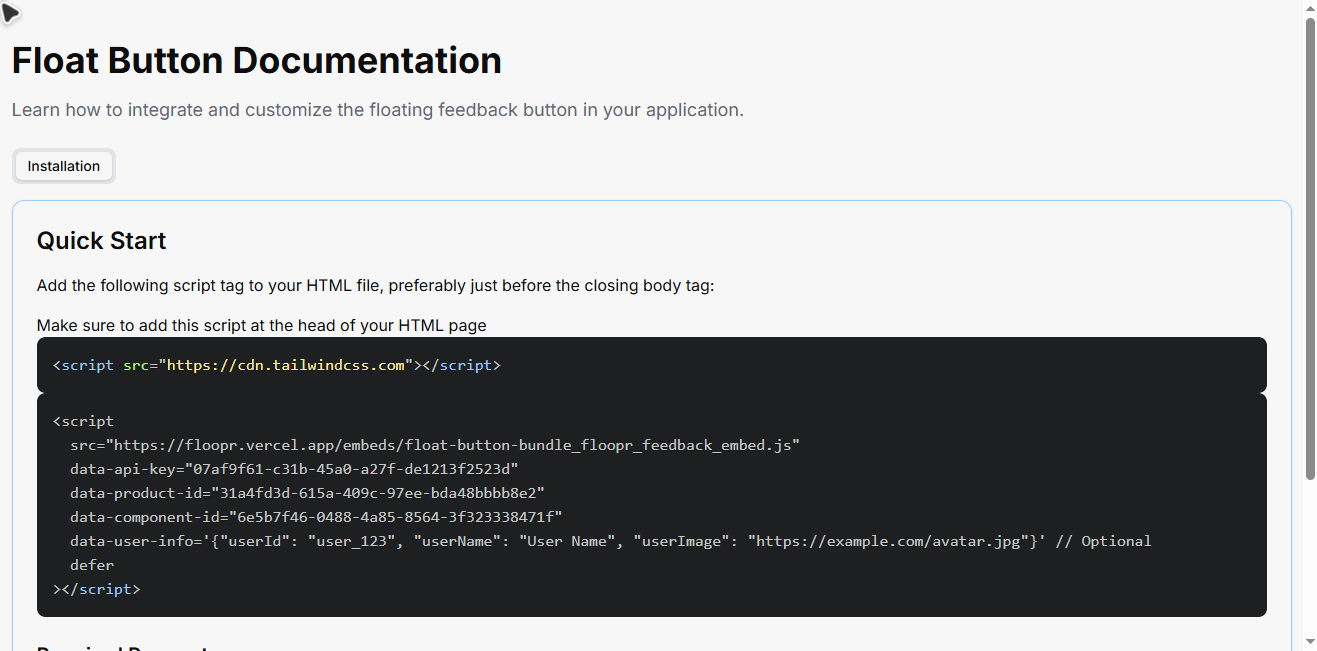 Float Button Documentation
Learn how to integrate and customize the floating feedback button in your application.
Installation
Quick Start
Add the following script tag to your HTML file, preferably just before the closing body tag:
Make sure to add this script at the head of your HTML page
<script src="https://cdn.tailwindcss.com"></script>
<script
  src="https://floopr.vercel.app/embeds/float-button-bundle_floopr_feedback_embed.js"
  data-api-key="07af9f61-c31b-45a0-a27f-de1213f2523d"
  data-product-id="31a4fd3d-615a-409c-97ee-bda48bbbb8e2"
  data-component-id="6e5b7f46-0488-4a85-8564-3f323338471f"
  data-user-info='{"userId": "user_123", "userName": "User Name", "userImage": "https://example.com/avatar.jpg"}' // Optional
  defer
></script>